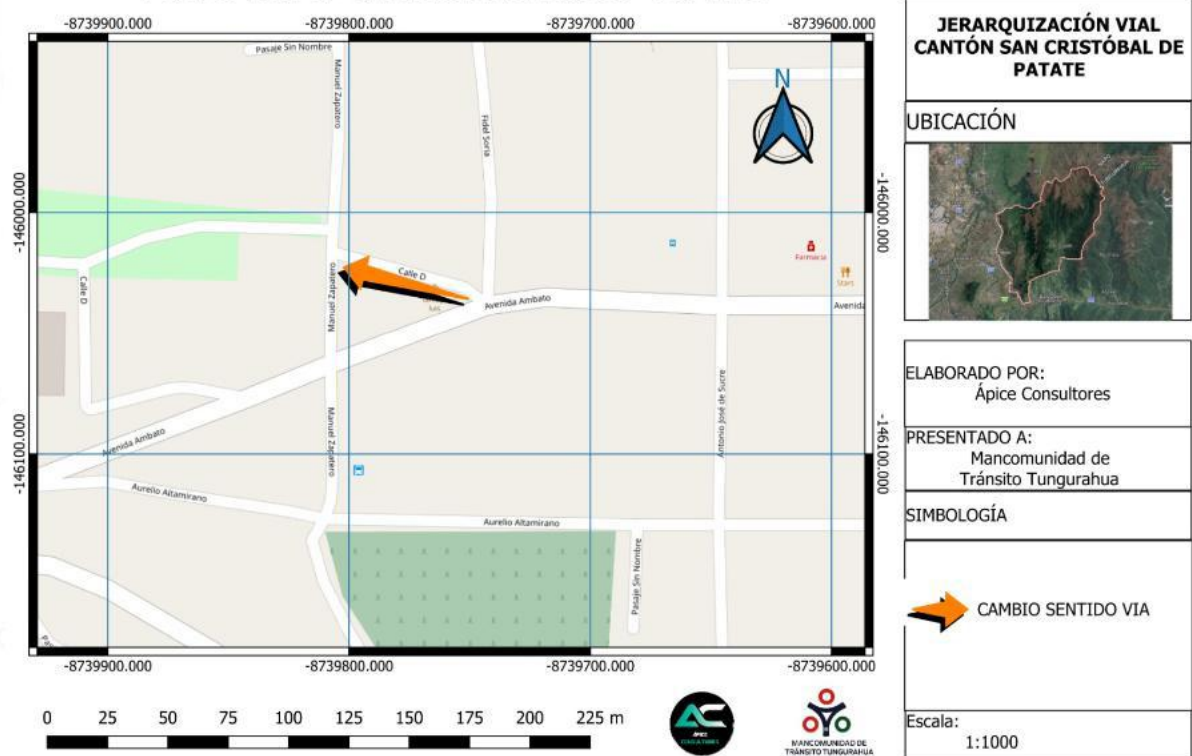 -8739900.000
-8739800.000
-8739700.000
-8739600.000
Pasaje Sin Nombre
Manuel Zapatero
Fidel Soria
N
-146000.000
-146000.000
Farmacia
Stars
Calle D
Calle D
Manuel Zapatero
Avenida Ambato
Avenida
Antonio José de Sucre
Manuel Zapatero
Avenida Ambato
-146100.000
-146100.000
Aurelio Altamirano
Aurelio Altamirano
Pasaje Sin Nombre
-8739900.000
-8739800.000
-8739700.000
-8739600.000
0 25 50 75 100 125 150 175 200 225 m
ÁPICE
CONSULTORES
MANCOMUNIDAD DE
TRÁNSITO TUNGURAHUA
JERARQUIZACIÓN VIAL
CANTÓN SAN CRISTÓBAL DE
PATATE
UBICACIÓN
ELABORADO POR:
Ápice Consultores
PRESENTADO A:
Mancomunidad de
Tránsito Tungurahua
SIMBOLOGÍA
CAMBIO SENTIDO VIA
Escala:
1:1000